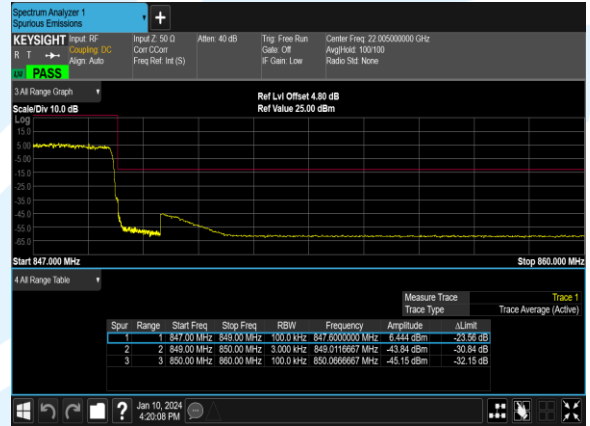 Spectrum Analyzer 1
Spurious Emissions
+
KEYSIGHT Input: RF Input Z: 50 Ω Atten: 40 dB Trig: Free Run Center Freq: 22.005000000 GHz
R T Coupling: DC Corr CCorr Gate: Off Avg|Hold: 100/100
Align: Auto Freq Ref: Int (S) IF Gain: Low Radio Std: None
PASS
3 All Range Graph
Ref Lvl Offset 4.80 dB
Scale/Div 10.0 dB Ref Value 25.00 dBm
Log
15.0
5.00
-5.00
-15.0
-25.0
-35.0
-45.0
-55.0
-65.0
Start 847.000 MHz Stop 860.000 MHz
4 All Range Table
Measure Trace Trace 1
Trace Type Trace Average (Active)
Spur Range Start Freq Stop Freq RBW Frequency Amplitude ΔLimit
1 1 847.00 MHz 849.00 MHz 100.0 kHz 847.6000000 MHz 6.444 dBm -23.56 dB
2 2 849.00 MHz 850.00 MHz 3.000 kHz 849.0116667 MHz -43.84 dBm -30.84 dB
3 3 850.00 MHz 860.00 MHz 100.0 kHz 850.0666667 MHz -45.15 dBm -32.15 dB
? Jan 10, 2024
4:20:08 PM